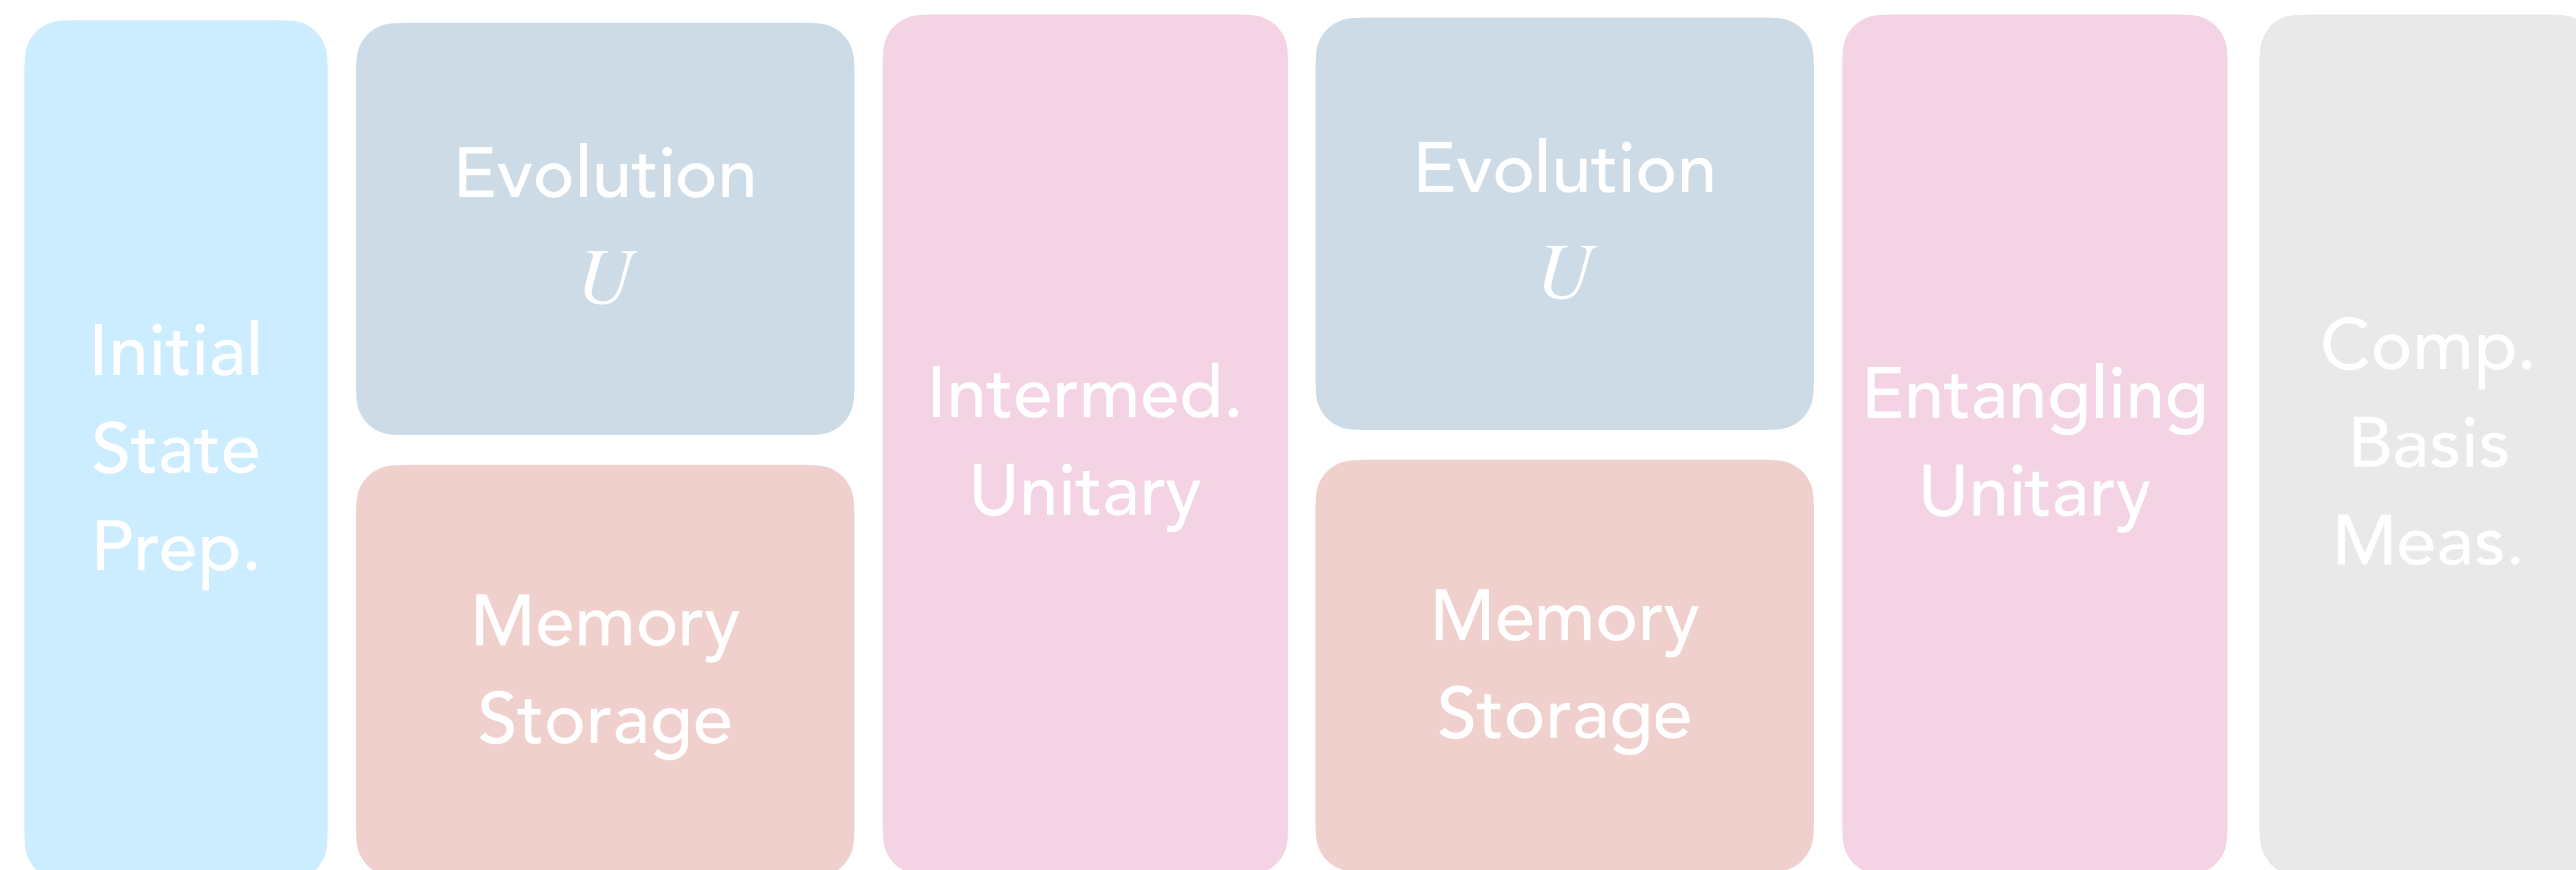 Initial
State
Prep.
Evolution
U
Memory
Storage
Intermed.
Unitary
Evolution
U
Memory
Storage
Entangling
Unitary
Comp.
Basis
Meas.